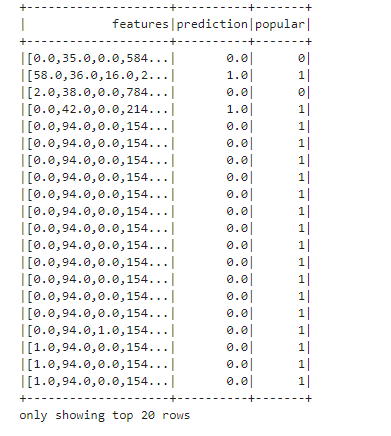 +--------------------+----------+-------+
|            features|prediction|popular|
+--------------------+----------+-------+
|[0.0,35.0,0.0,584...|       0.0|      0|
|[58.0,36.0,16.0,2...|       1.0|      1|
|[2.0,38.0,0.0,784...|       0.0|      0|
|[0.0,42.0,0.0,214...|       1.0|      1|
|[0.0,94.0,0.0,154...|       0.0|      1|
|[0.0,94.0,0.0,154...|       0.0|      1|
|[0.0,94.0,0.0,154...|       0.0|      1|
|[0.0,94.0,0.0,154...|       0.0|      1|
|[0.0,94.0,0.0,154...|       0.0|      1|
|[0.0,94.0,0.0,154...|       0.0|      1|
|[0.0,94.0,0.0,154...|       0.0|      1|
|[0.0,94.0,0.0,154...|       0.0|      1|
|[0.0,94.0,0.0,154...|       0.0|      1|
|[0.0,94.0,0.0,154...|       0.0|      1|
|[0.0,94.0,0.0,154...|       0.0|      1|
|[0.0,94.0,0.0,154...|       0.0|      1|
|[0.0,94.0,1.0,154...|       0.0|      1|
|[1.0,94.0,0.0,154...|       0.0|      1|
|[1.0,94.0,0.0,154...|       0.0|      1|
|[1.0,94.0,0.0,154...|       0.0|      1|
+--------------------+----------+-------+
only showing top 20 rows